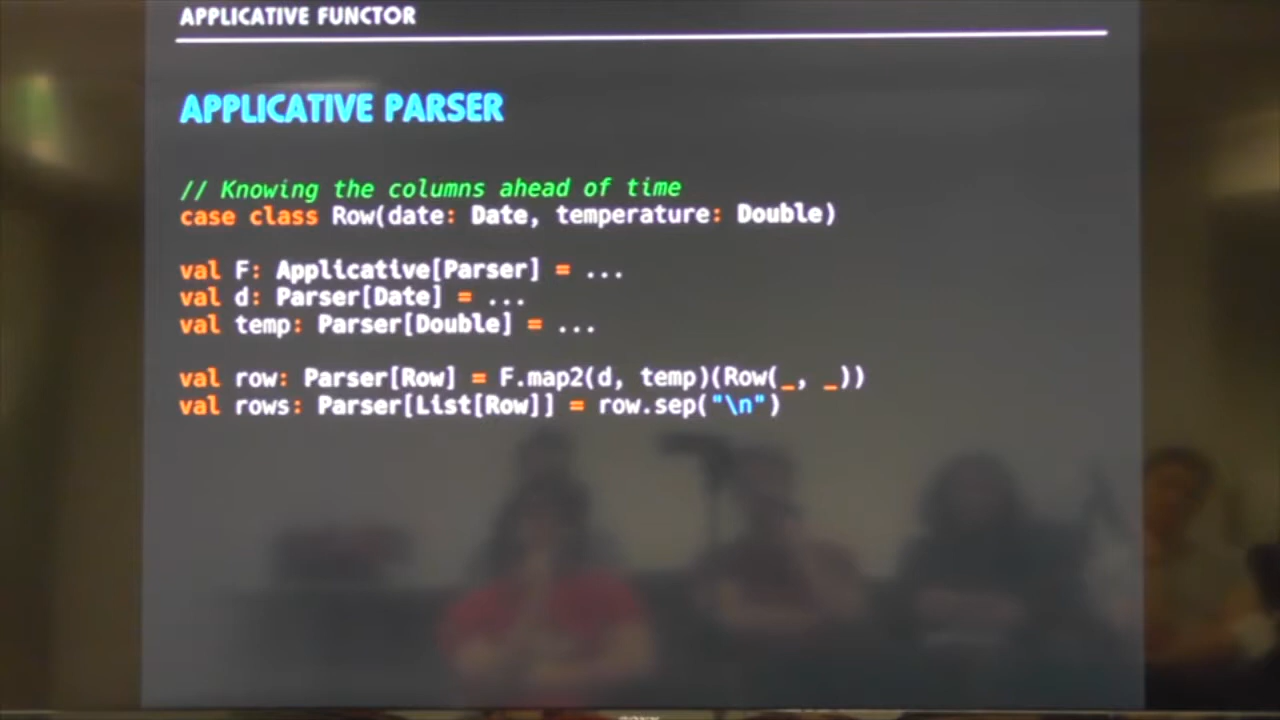 APPLICATIVE FUNCTOR
APPLICATIVE PARSER
// Knowing the columns ahead of time
case class Row(date: Date, temperature: Double)
val F: Applicative[Parser] = ...
val d: Parser[Date] = ...
val temp: Parser[Double] = ...
val row: Parser[Row] = F.map2(d, temp)(Row(_, _))
val rows: Parser[List[Row]] = row.sep("\n")